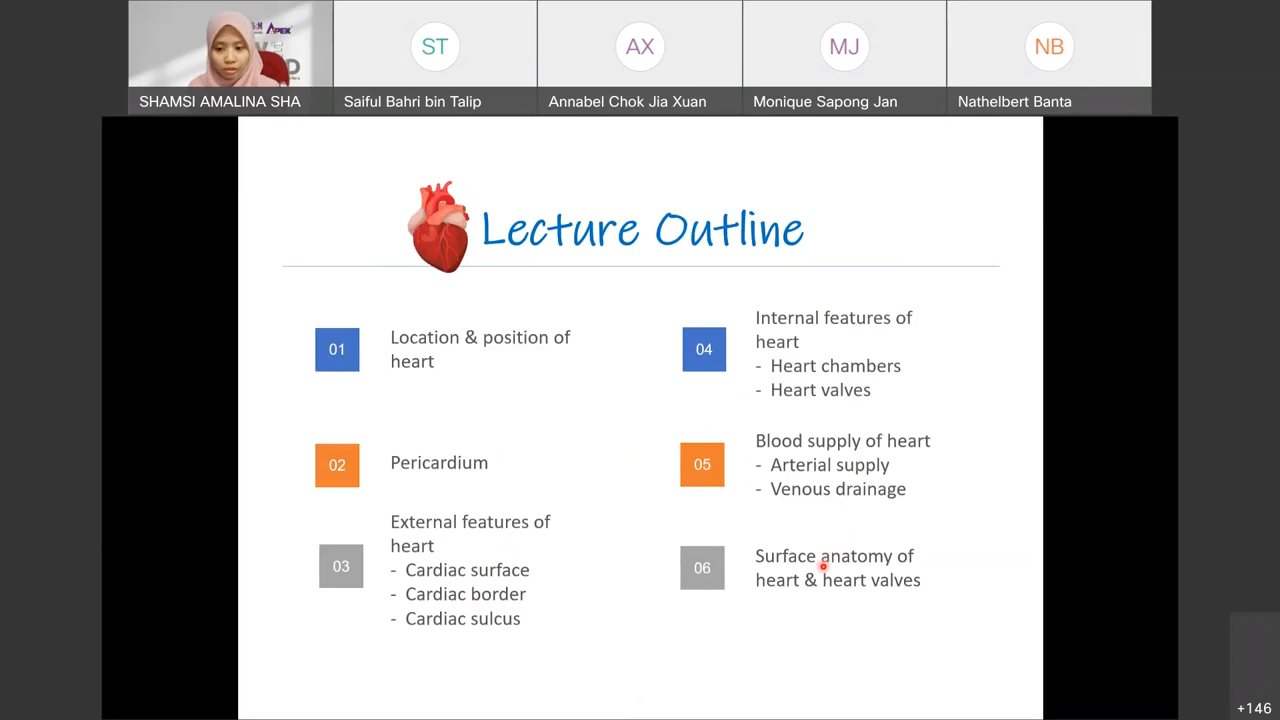 APEK
SHAMSI AMALINA SHA
ST
Saiful Bahri bin Talip
AX
Annabel Chok Jia Xuan
MJ
Monique Sapong Jan
NB
Nathelbert Banta
Lecture Outline
01
Location & position of
heart
02
Pericardium
03
External features of
heart
- Cardiac surface
- Cardiac border
- Cardiac sulcus
04
Internal features of
heart
- Heart chambers
- Heart valves
05
Blood supply of heart
- Arterial supply
- Venous drainage
06
Surface anatomy of
heart & heart valves
+146